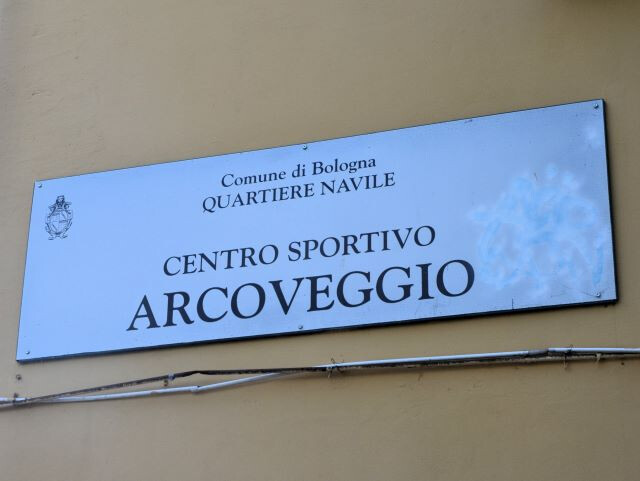 Comune di Bologna
QUARTIERE NAVILE
CENTRO SPORTIVO
ARCOVEGGIO